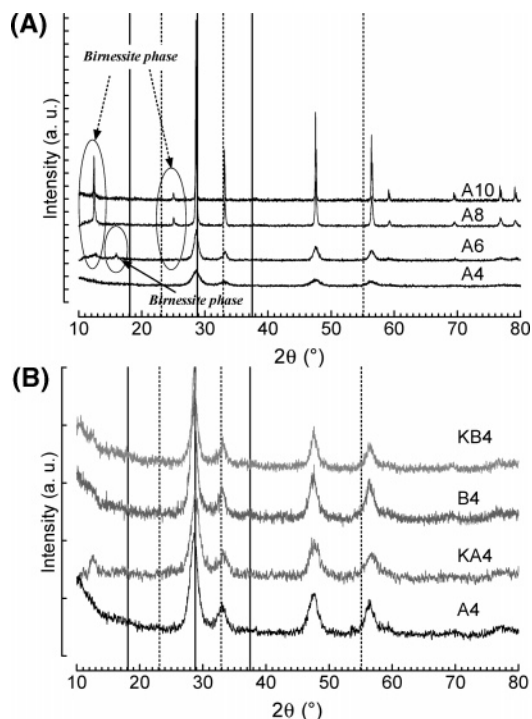 (A)
Intensity (a. u.)
Birnessite phase
A10
A8
A6
A4
Birnessite phase
10 20 30 40 50 60 70 80
2θ (°)
(B)
Intensity (a. u.)
KB4
B4
KA4
A4
10 20 30 40 50 60 70 80
2θ (°)